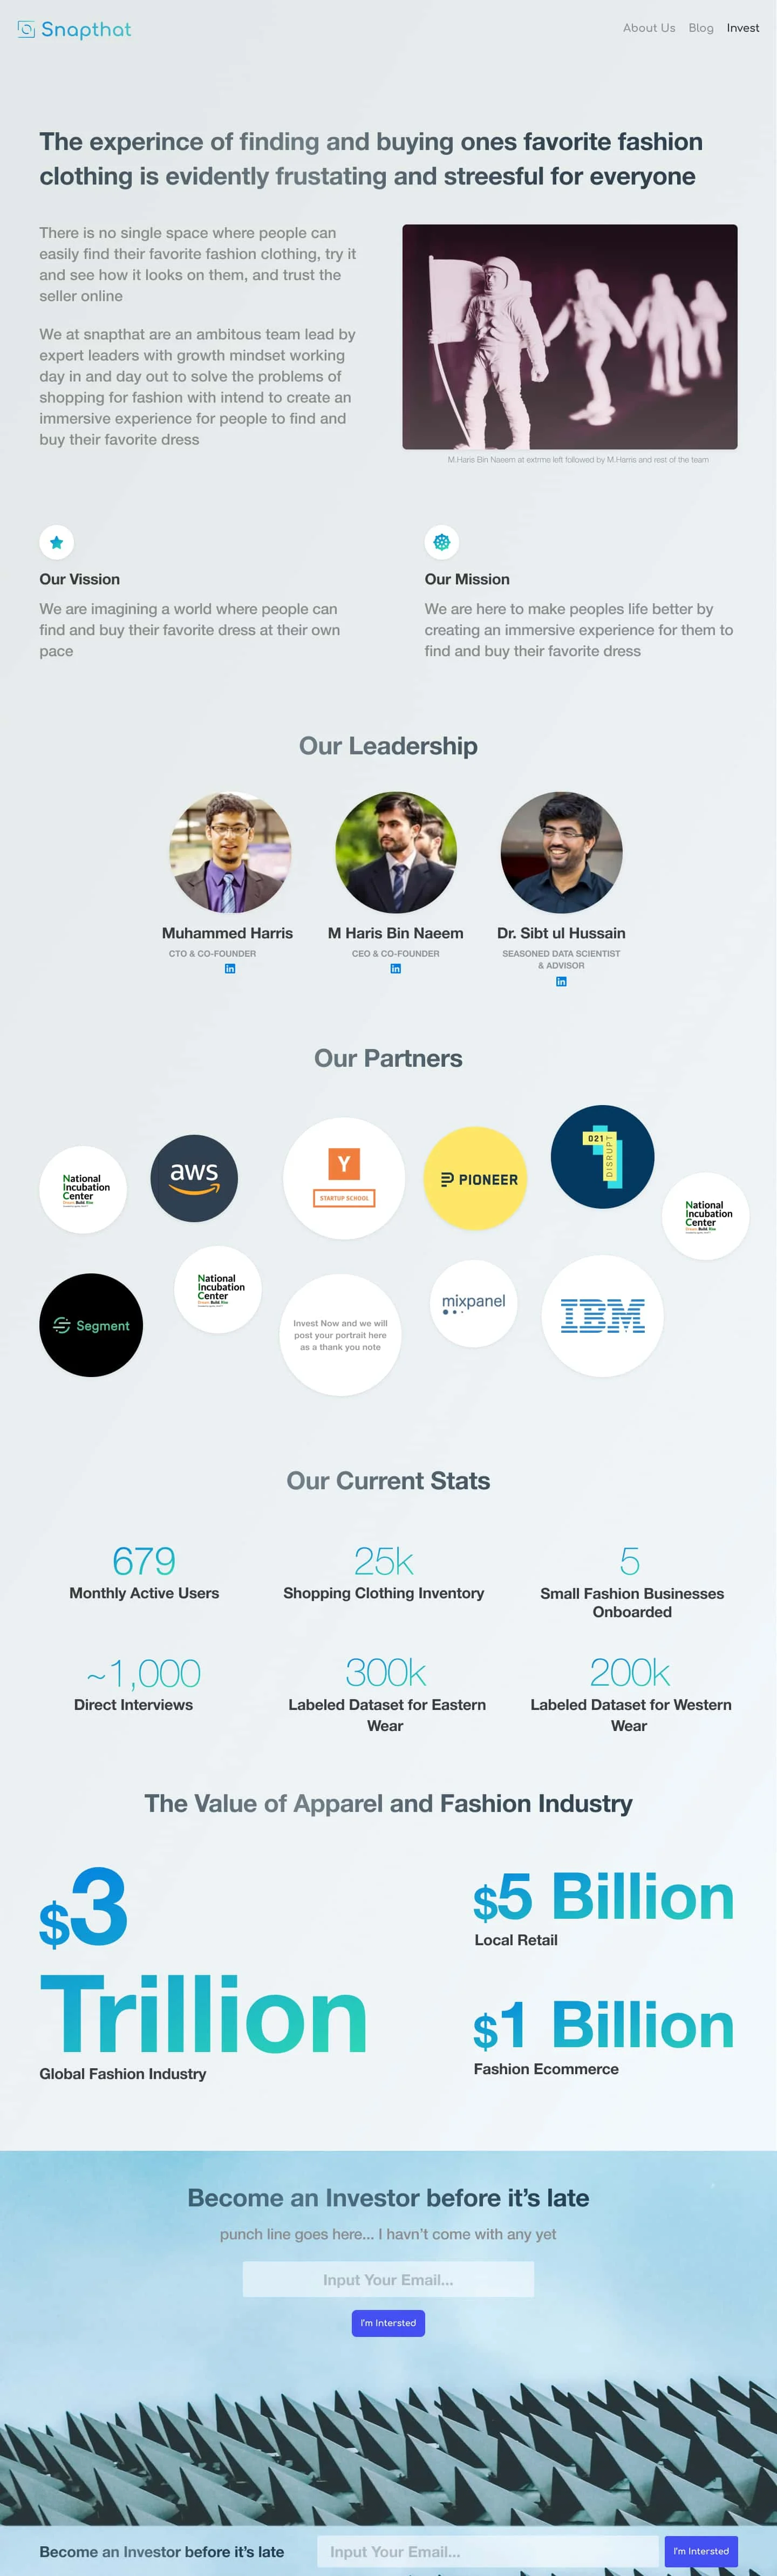 Snapthat
About Us Blog Invest
The experince of finding and buying ones favorite fashion
clothing is evidently frustating and streesful for everyone
There is no single space where people can
easily find their favorite fashion clothing, try it
and see how it looks on them, and trust the
seller online
We at snapthat are an ambitous team lead by
expert leaders with growth mindset working
day in and day out to solve the problems of
shopping for fashion with intend to create an
immersive experience for people to find and
buy their favorite dress
M.Haris Bin Naeem at extrms left followed by M.Harris and rest of the team
Our Vission
We are imagining a world where people can
find and buy their favorite dress at their own
pace
Our Mission
We are here to make peoples life better by
creating an immersive experience for them to
find and buy their favorite dress
Our Leadership
Muhammed Harris
CTO & CO-FOUNDER
in
M Haris Bin Naeem
CEO & CO-FOUNDER
in
Dr. Sibt ul Hussain
SEASONED DATA SCIENTIST
& ADVISOR
in
Our Partners
National
Incubation
Center
aws
Y
STARTUP SCHOOL
PIONEER
021
DISRUPT
National
Incubation
Center
Segment
National
Incubation
Center
Invest Now and we will
post your portrait here
as a thank you note
mixpanel
IBM
Our Current Stats
679
Monthly Active Users
25k
Shopping Clothing Inventory
5
Small Fashion Businesses
Onboarded
~1,000
Direct Interviews
300k
Labeled Dataset for Eastern
Wear
200k
Labeled Dataset for Western
Wear
The Value of Apparel and Fashion Industry
$3
Trillion
Global Fashion Industry
$5 Billion
Local Retail
$1 Billion
Fashion Ecommerce
Become an Investor before it's late
punch line goes here... I havn't come with any yet
Input Your Email...
I'm Intersted
Become an Investor before it's late
Input Your Email...
I'm Intersted